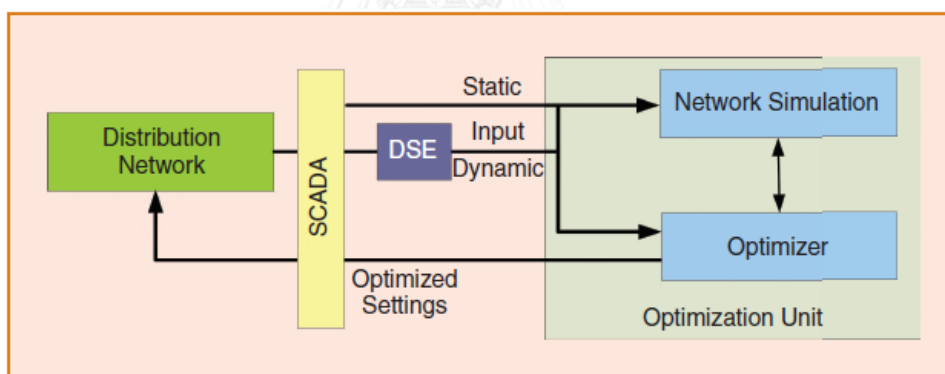 Static
Network Simulation
Distribution
Network
SCADA
DSE
Input
Dynamic
Optimizer
Optimized
Settings
Optimization Unit